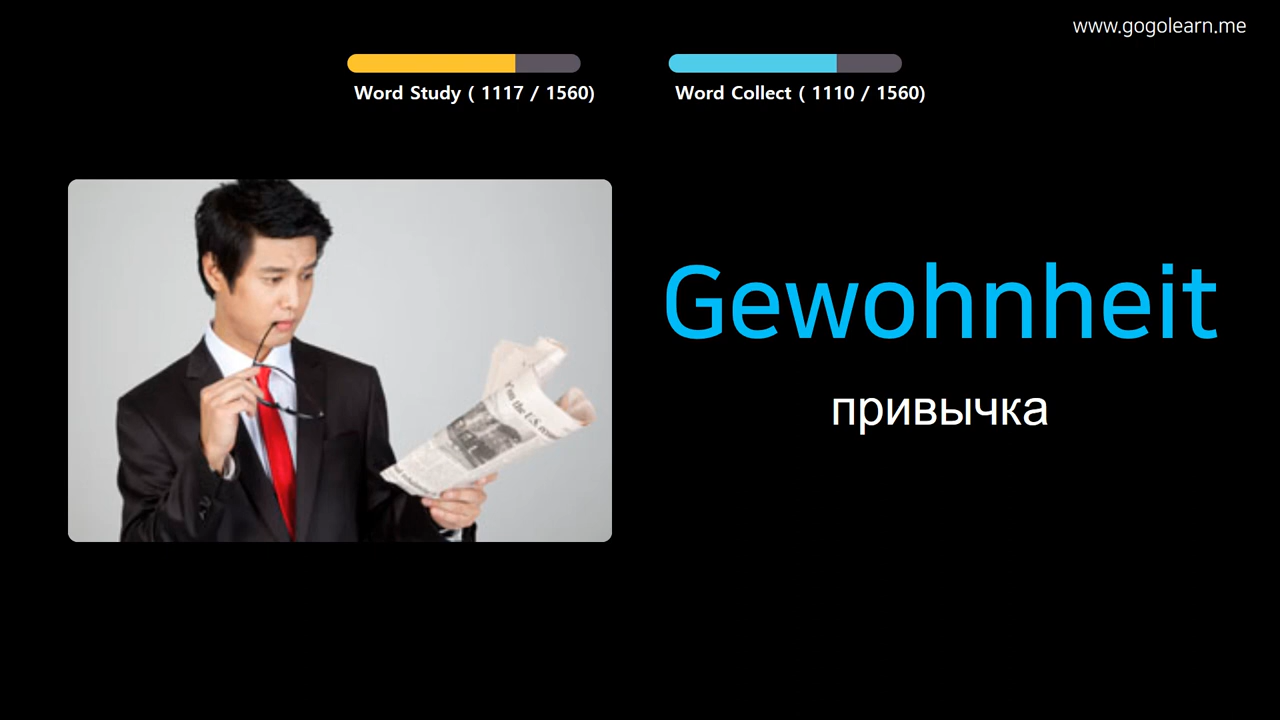 www.gogolearn.me
Word Study ( 1117 / 1560)
Word Collect ( 1110 / 1560)
Gewohnheit
привычка